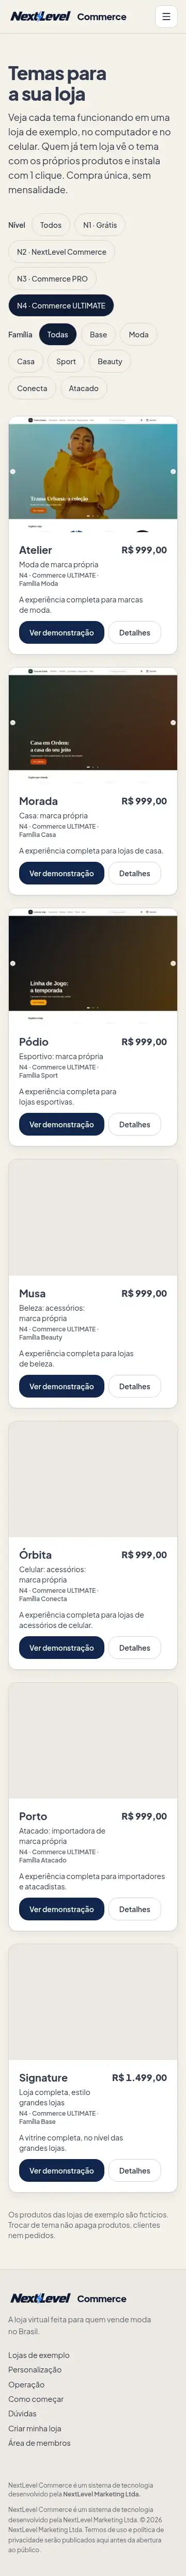 NextLevel Commerce
Temas para
a sua loja
Veja cada tema funcionando em uma
loja de exemplo, no computador e no
celular. Quem já tem loja vê o tema
com os próprios produtos e instala
com 1 clique. Compra única, sem
mensalidade.
Nível Todos N1 · Grátis
N2 · NextLevel Commerce
N3 · Commerce PRO
N4 · Commerce ULTIMATE
Família Todas Base Moda
Casa Sport Beauty
Conecta Atacado
Trama Urbana: a coleção
Atelier R$ 999,00
Moda de marca própria
N4 · Commerce ULTIMATE ·
Família Moda
A experiência completa para marcas
de moda.
Ver demonstração Detalhes
Casa em Ordem:
a casa do seu jeito
Morada R$ 999,00
Casa: marca própria
N4 · Commerce ULTIMATE ·
Família Casa
A experiência completa para lojas de casa.
Ver demonstração Detalhes
Linha de Jogo:
a temporada
Pódio R$ 999,00
Esportivo: marca própria
N4 · Commerce ULTIMATE ·
Família Sport
A experiência completa para
lojas esportivas.
Ver demonstração Detalhes
Musa R$ 999,00
Beleza: acessórios:
marca própria
N4 · Commerce ULTIMATE ·
Família Beauty
A experiência completa para lojas
de beleza.
Ver demonstração Detalhes
Órbita R$ 999,00
Celular: acessórios:
marca própria
N4 · Commerce ULTIMATE ·
Família Conecta
A experiência completa para lojas de
acessórios de celular.
Ver demonstração Detalhes
Porto R$ 999,00
Atacado: importadora de
marca própria
N4 · Commerce ULTIMATE ·
Família Atacado
A experiência completa para importadores
e atacadistas.
Ver demonstração Detalhes
Signature R$ 1.499,00
Loja completa, estilo
grandes lojas
N4 · Commerce ULTIMATE ·
Família Base
A vitrine completa, no nível das
grandes lojas.
Ver demonstração Detalhes
Os produtos das lojas de exemplo são fictícios.
Trocar de tema não apaga produtos, clientes
nem pedidos.
NextLevel Commerce
A loja virtual feita para quem vende moda
no Brasil.
Lojas de exemplo
Personalização
Operação
Como começar
Dúvidas
Criar minha loja
Área de membros
NextLevel Commerce é um sistema de tecnologia
desenvolvido pela NextLevel Marketing Ltda.
NextLevel Commerce é um sistema de tecnologia
desenvolvido pela NextLevel Marketing Ltda. © 2026
NextLevel Marketing Ltda. Termos de uso e política de
privacidade serão publicados aqui antes da abertura
ao público.